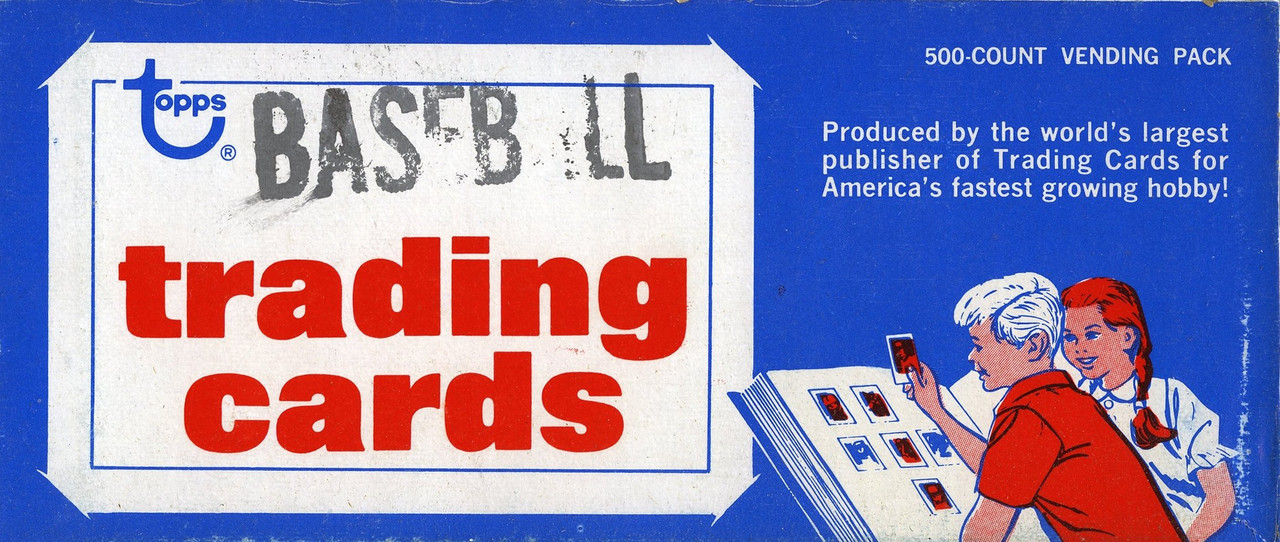 topps
®
BASEBALL
trading
cards
500-COUNT VENDING PACK
Produced by the world's largest
publisher of Trading Cards for
America's fastest growing hobby!